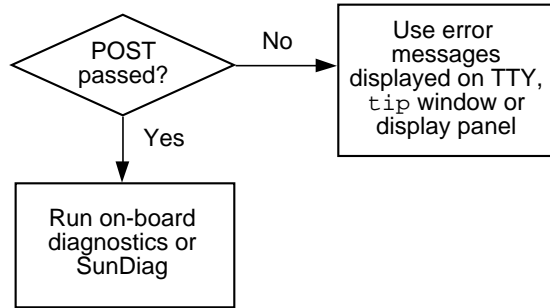 POST
passed?
No
Use error
messages
displayed on TTY,
tip window or
display panel
Yes
Run on-board
diagnostics or
SunDiag